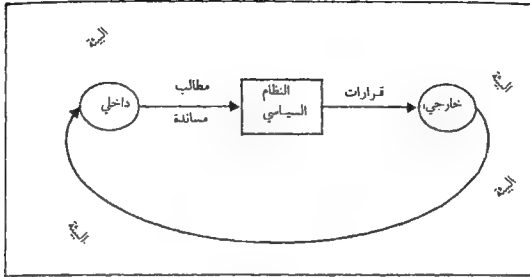 البيئة
البيئة
داخلي
مطالب
مساندة
النظام
السياسي
قرارات
خارجي
البيئة
البيئة